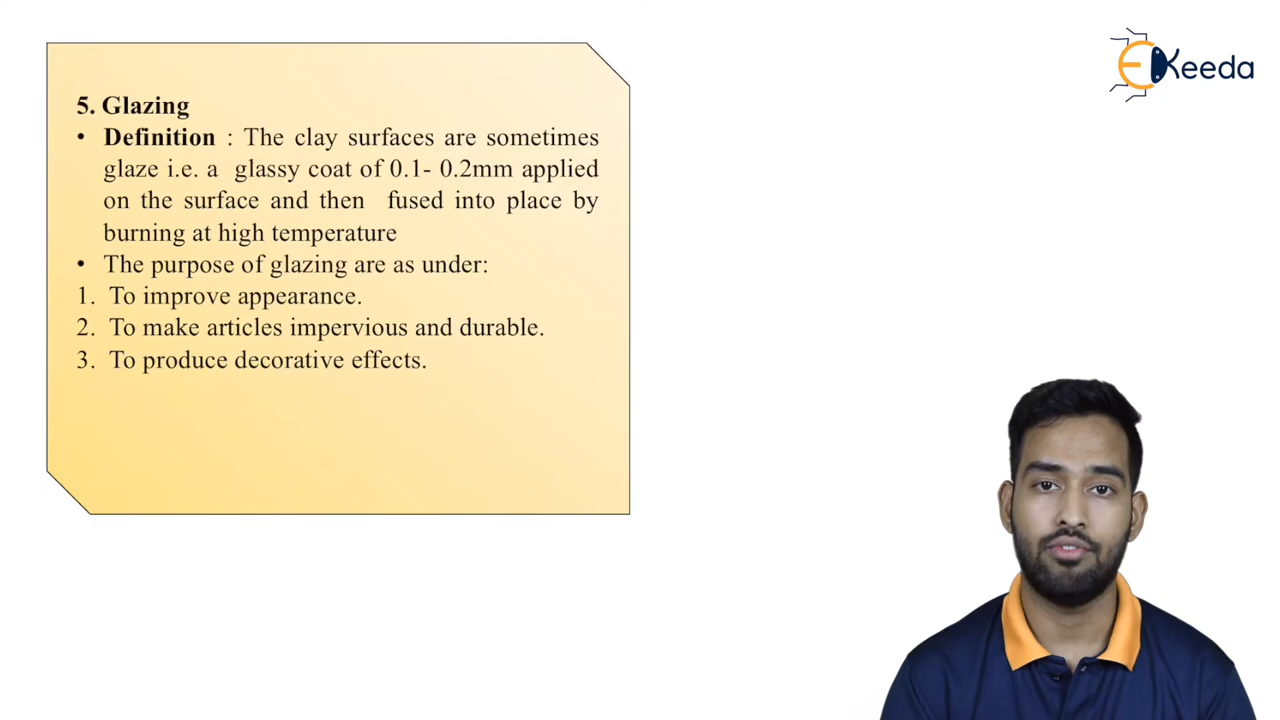 Keeda
5. Glazing
• Definition : The clay surfaces are sometimes
glaze i.e. a glassy coat of 0.1- 0.2mm applied
on the surface and then fused into place by
burning at high temperature
• The purpose of glazing are as under:
1. To improve appearance.
2. To make articles impervious and durable.
3. To produce decorative effects.